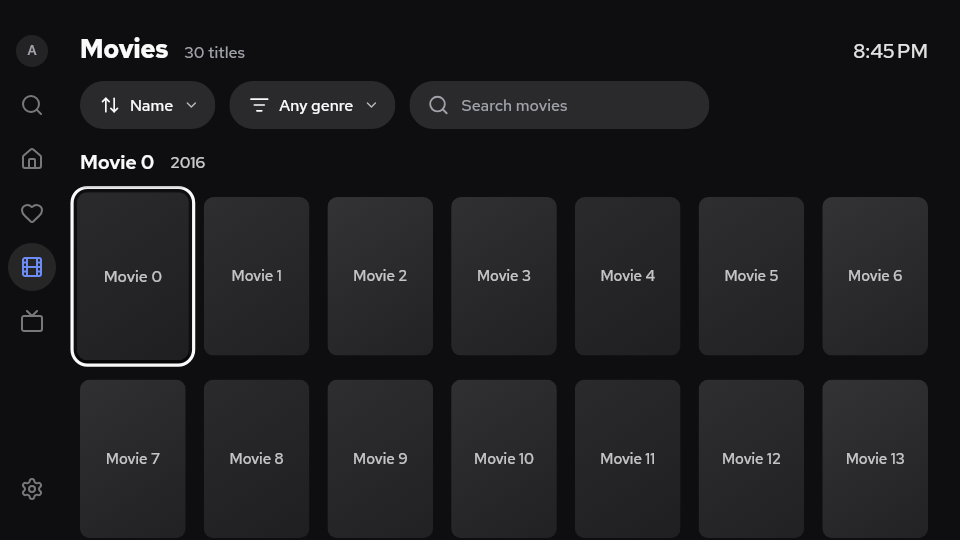 A
Movies 30 titles
8:45 PM
Name
Any genre
Search movies
Movie 0 2016
Movie 0
Movie 1
Movie 2
Movie 3
Movie 4
Movie 5
Movie 6
Movie 7
Movie 8
Movie 9
Movie 10
Movie 11
Movie 12
Movie 13